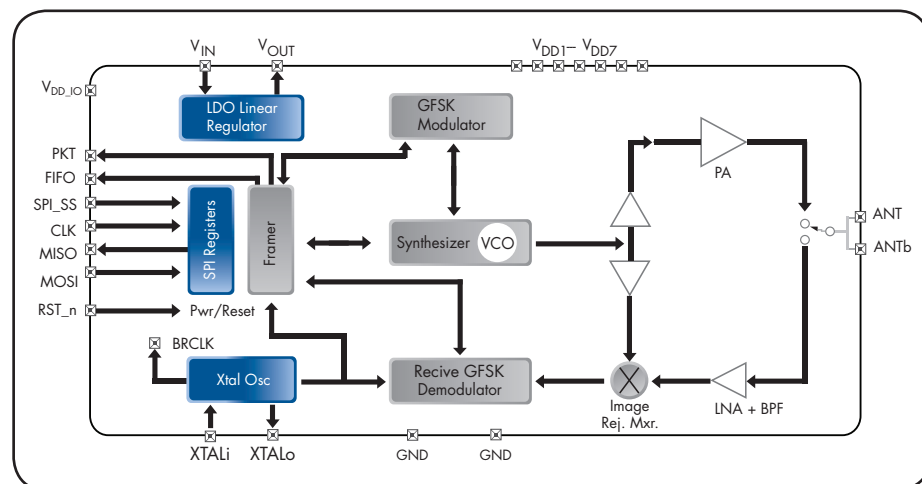 VIN
VOUT
VDD1– VDD7
VDD_IO
LDO Linear
Regulator
GFSK
Modulator
PKT
FIFO
SPI_SS
CLK
MISO
MOSI
RST_n
SPI Registers
Framer
Synthesizer
VCO
PA
ANT
ANTb
Pwr/Reset
BRCLK
Xtal Osc
Recive GFSK
Demodulator
Image
Rej. Mxr.
LNA + BPF
XTALi
XTALo
GND
GND